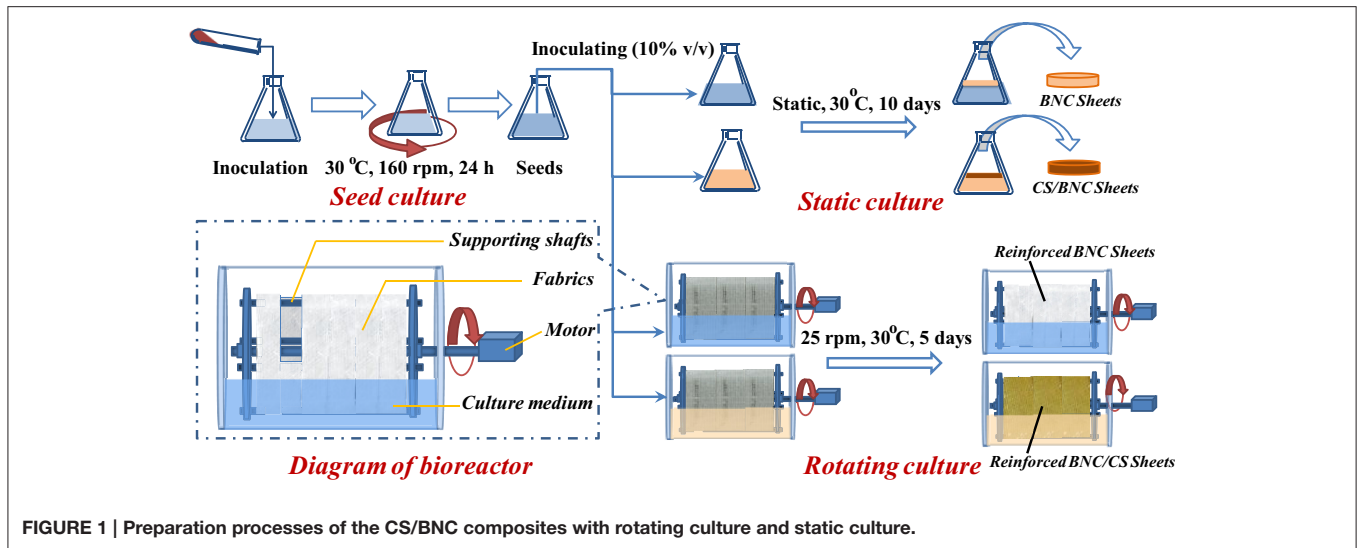 Inoculating (10% v/v)
Inoculation
30 °C, 160 rpm, 24 h
Seeds
Seed culture
Static, 30°C, 10 days
BNC Sheets
CS/BNC Sheets
Static culture
Supporting shafts
Fabrics
Motor
Culture medium
Diagram of bioreactor
25 rpm, 30°C, 5 days
Reinforced BNC Sheets
Reinforced BNC/CS Sheets
Rotating culture
FIGURE 1 | Preparation processes of the CS/BNC composites with rotating culture and static culture.